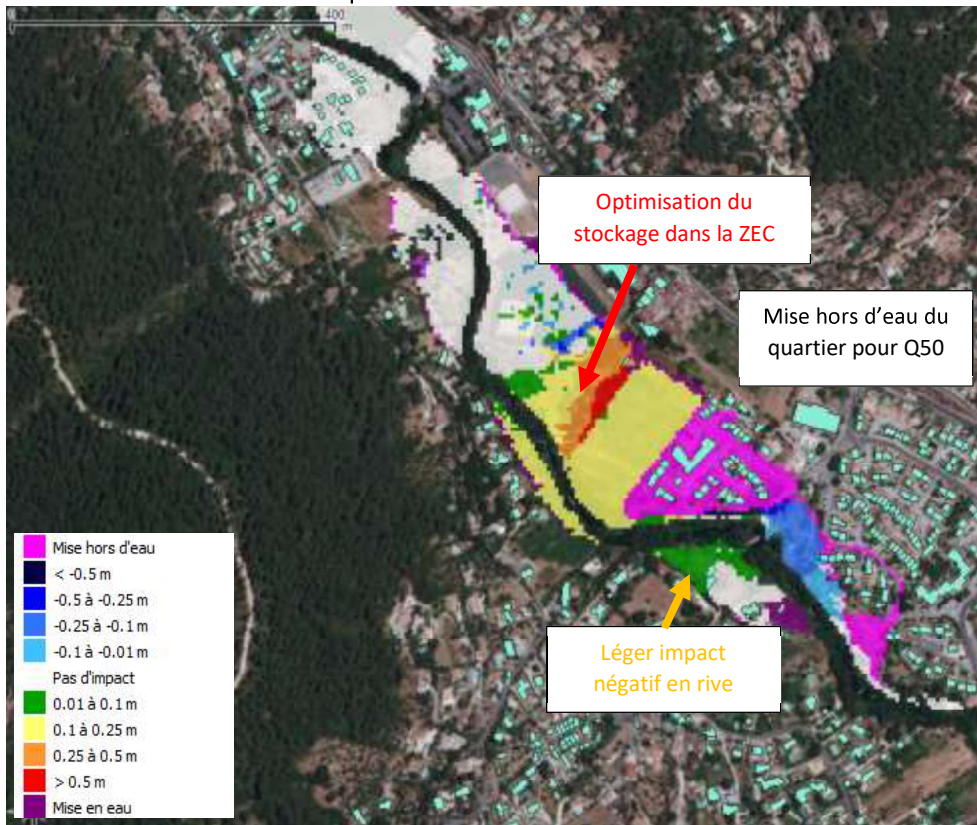 0 400
m
Optimisation du
stockage dans la ZEC
Mise hors d'eau du
quartier pour Q50
Léger impact
négatif en rive
Mise hors d'eau
< -0.5 m
-0.5 à -0.25 m
-0.25 à -0.1 m
-0.1 à -0.01 m
Pas d'impact
0.01 à 0.1 m
0.1 à 0.25 m
0.25 à 0.5 m
> 0.5 m
Mise en eau